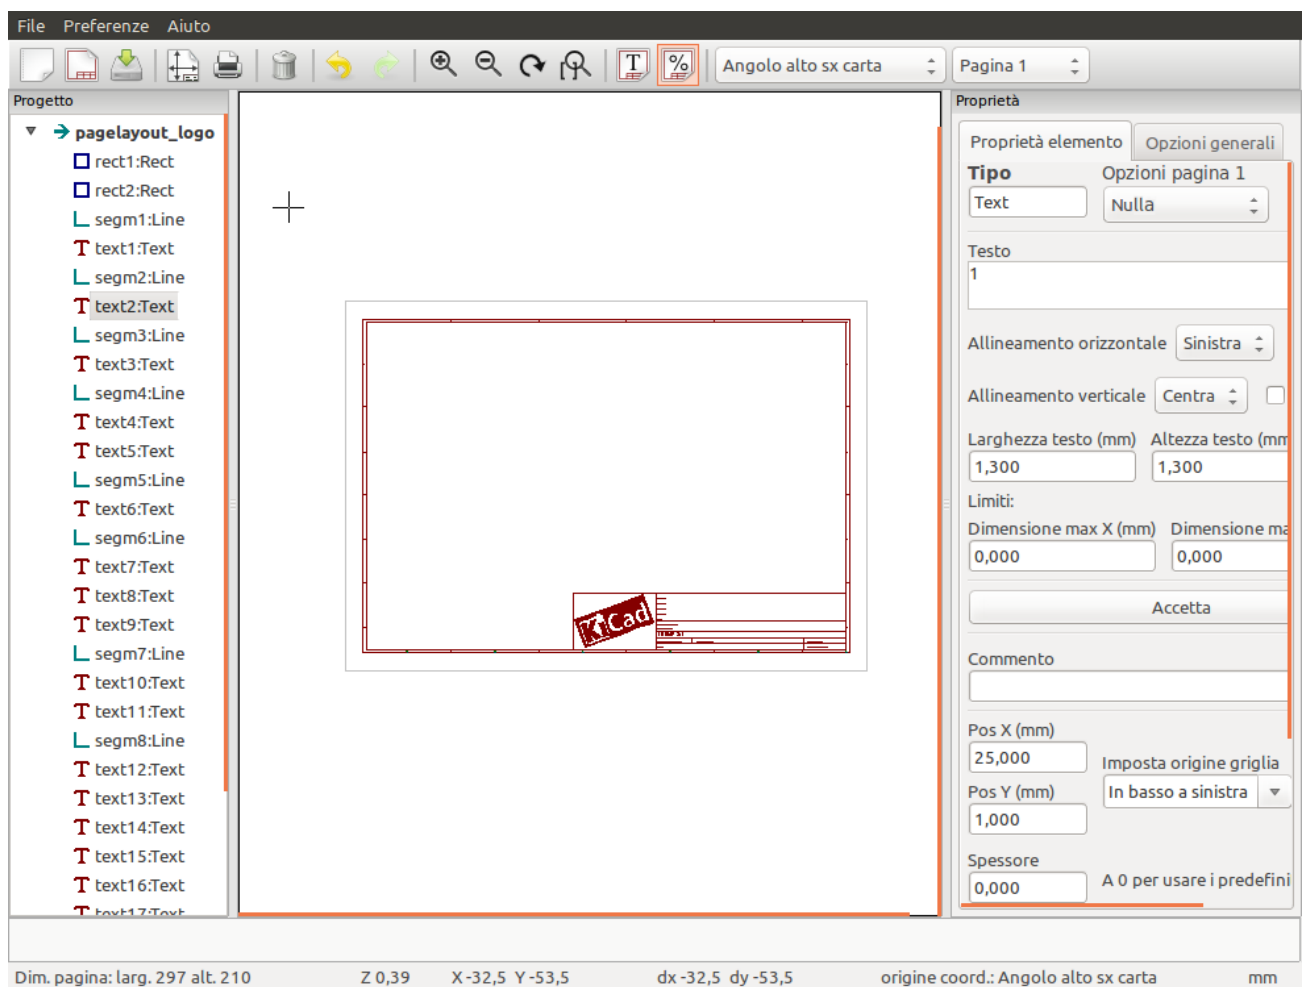 File Preferenze Aiuto
T % Angolo alto sx carta Pagina 1
Progetto
pagelayout_logo
rect1:Rect
rect2:Rect
segm1:Line
text1:Text
segm2:Line
text2:Text
segm3:Line
text3:Text
segm4:Line
text4:Text
text5:Text
segm5:Line
text6:Text
segm6:Line
text7:Text
text8:Text
text9:Text
segm7:Line
text10:Text
text11:Text
segm8:Line
text12:Text
text13:Text
text14:Text
text15:Text
text16:Text
text17:Text
KiCad
Proprietà
Proprietà elemento Opzioni generali
Tipo Opzioni pagina 1
Text Nulla
Testo
1
Allineamento orizzontale Sinistra
Allineamento verticale Centra
Larghezza testo (mm) Altezza testo (mm
1,300 1,300
Limiti:
Dimensione max X (mm) Dimensione ma
0,000 0,000
Accetta
Commento
Pos X (mm)
25,000 Imposta origine griglia
Pos Y (mm) In basso a sinistra
1,000
Spessore
0,000 A 0 per usare i predefini
Dim. pagina: larg. 297 alt. 210 Z 0,39 X -32,5 Y -53,5 dx -32,5 dy -53,5 origine coord.: Angolo alto sx carta mm